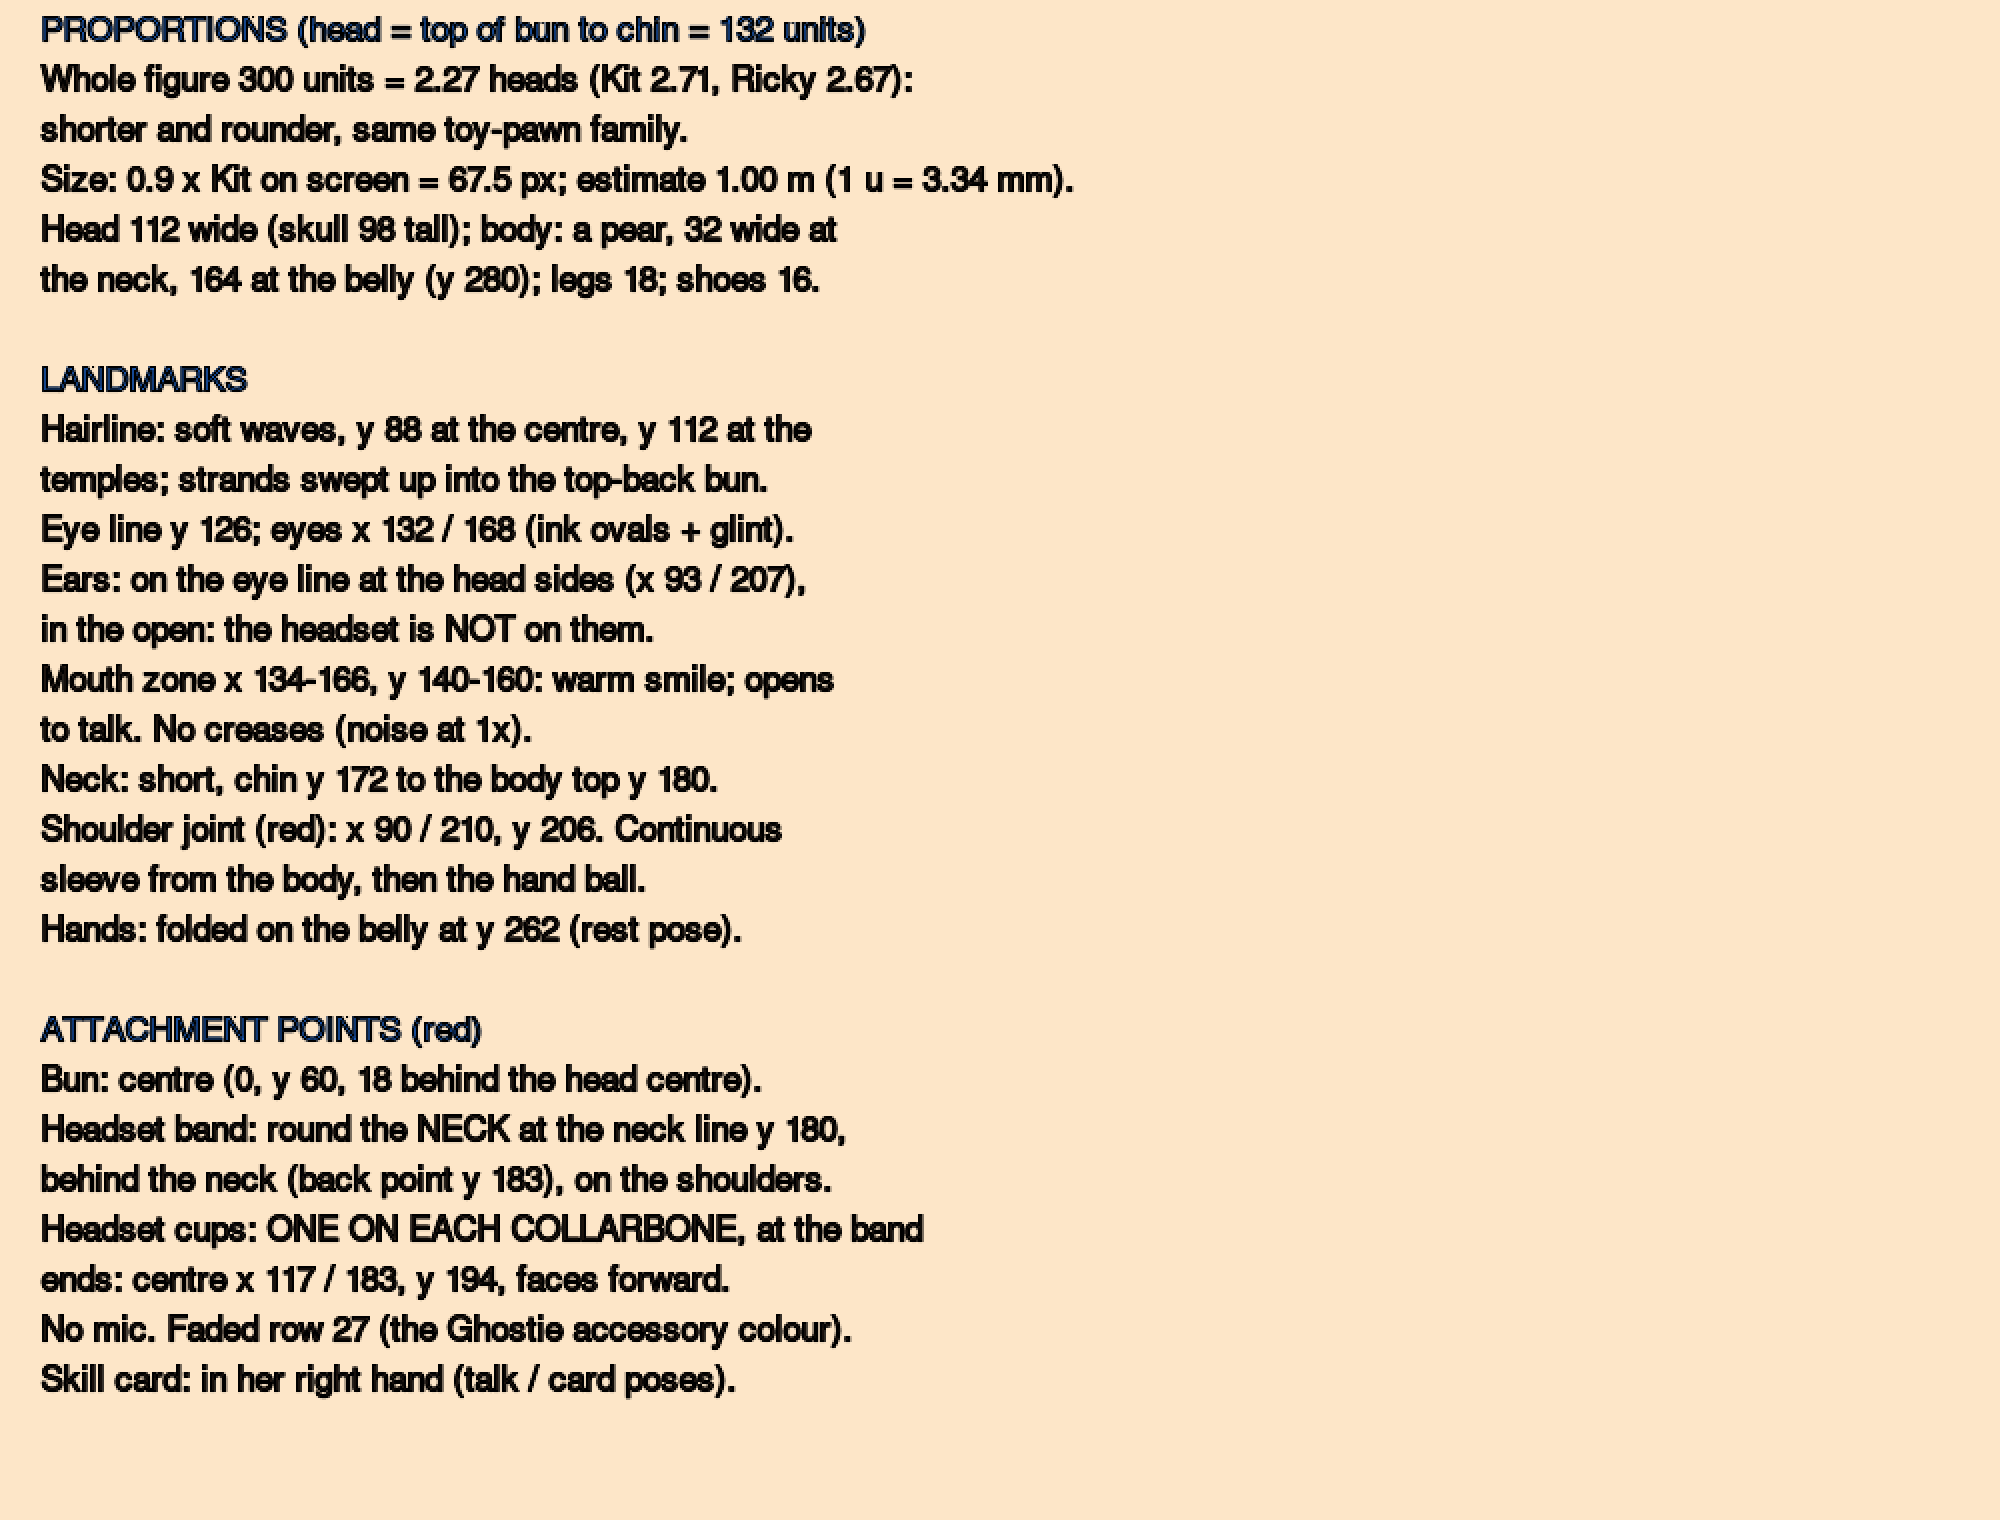 PROPORTIONS (head = top of bun to chin = 132 units)
Whole figure 300 units = 2.27 heads (Kit 2.71, Ricky 2.67):
shorter and rounder, same toy-pawn family.
Size: 0.9 x Kit on screen = 67.5 px; estimate 1.00 m (1 u = 3.34 mm).
Head 112 wide (skull 98 tall); body: a pear, 32 wide at
the neck, 164 at the belly (y 280); legs 18; shoes 16.
LANDMARKS
Hairline: soft waves, y 88 at the centre, y 112 at the
temples; strands swept up into the top-back bun.
Eye line y 126; eyes x 132 / 168 (ink ovals + glint).
Ears: on the eye line at the head sides (x 93 / 207),
in the open: the headset is NOT on them.
Mouth zone x 134-166, y 140-160: warm smile; opens
to talk. No creases (noise at 1x).
Neck: short, chin y 172 to the body top y 180.
Shoulder joint (red): x 90 / 210, y 206. Continuous
sleeve from the body, then the hand ball.
Hands: folded on the belly at y 262 (rest pose).
ATTACHMENT POINTS (red)
Bun: centre (0, y 60, 18 behind the head centre).
Headset band: round the NECK at the neck line y 180,
behind the neck (back point y 183), on the shoulders.
Headset cups: ONE ON EACH COLLARBONE, at the band
ends: centre x 117 / 183, y 194, faces forward.
No mic. Faded row 27 (the Ghostie accessory colour).
Skill card: in her right hand (talk / card poses).